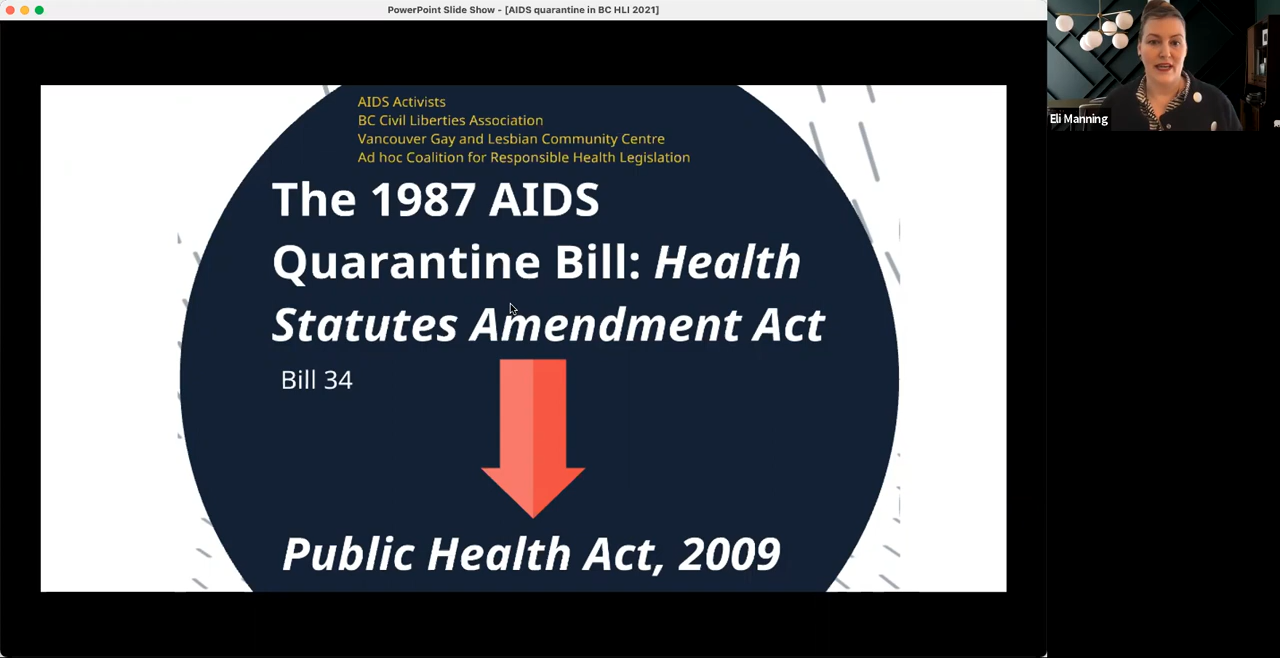 PowerPoint Slide Show - [AIDS quarantine in BC HLI 2021]
AIDS Activists
BC Civil Liberties Association
Vancouver Gay and Lesbian Community Centre
Ad hoc Coalition for Responsible Health Legislation
The 1987 AIDS
Quarantine Bill: Health
Statutes Amendment Act
Bill 34
Public Health Act, 2009
Eli Manning